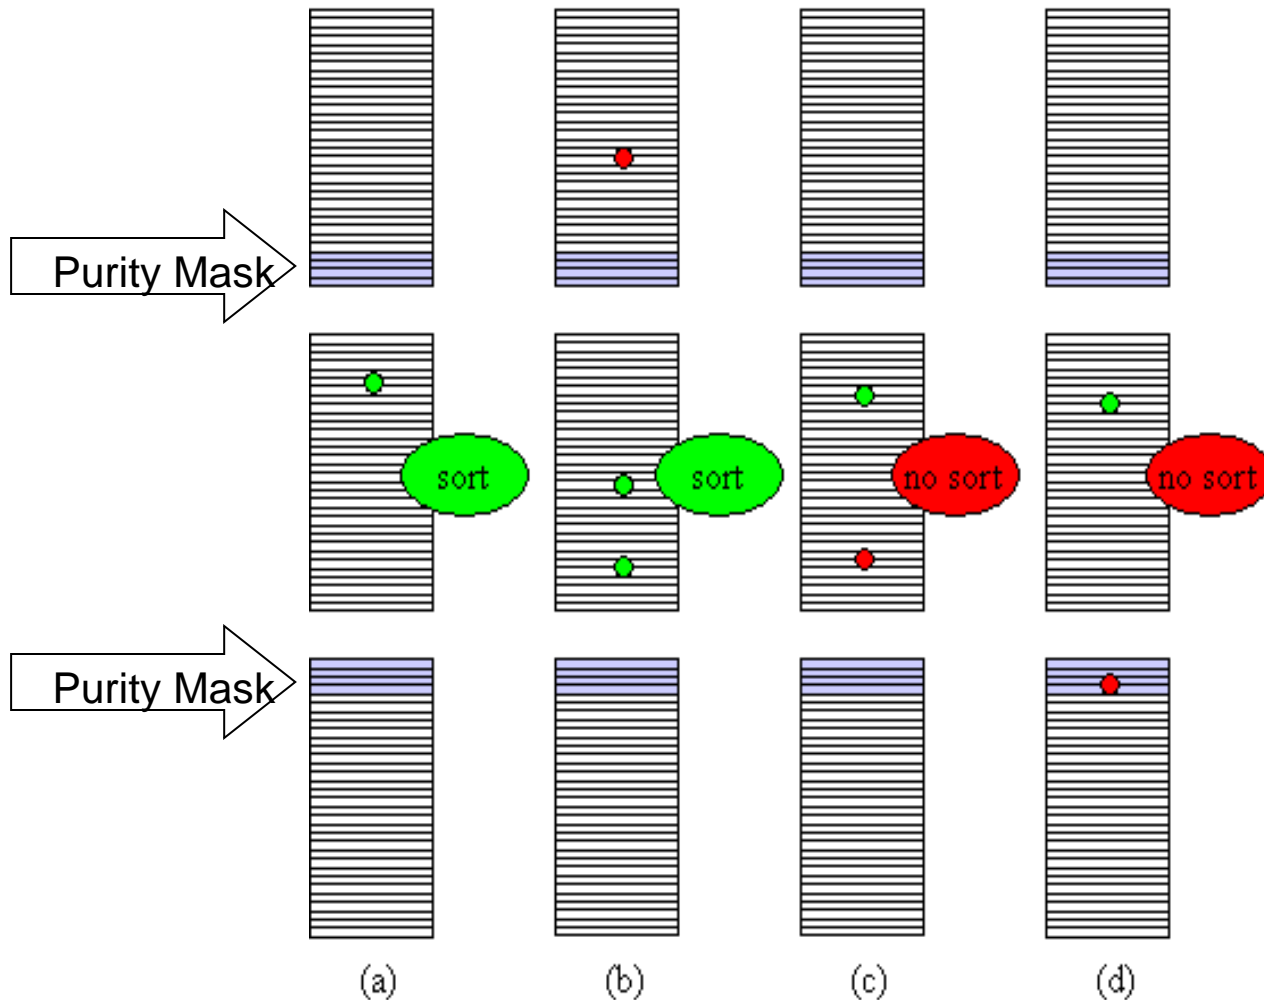 Purity Mask
sort
sort
no sort
no sort
Purity Mask
(a)
(b)
(c)
(d)